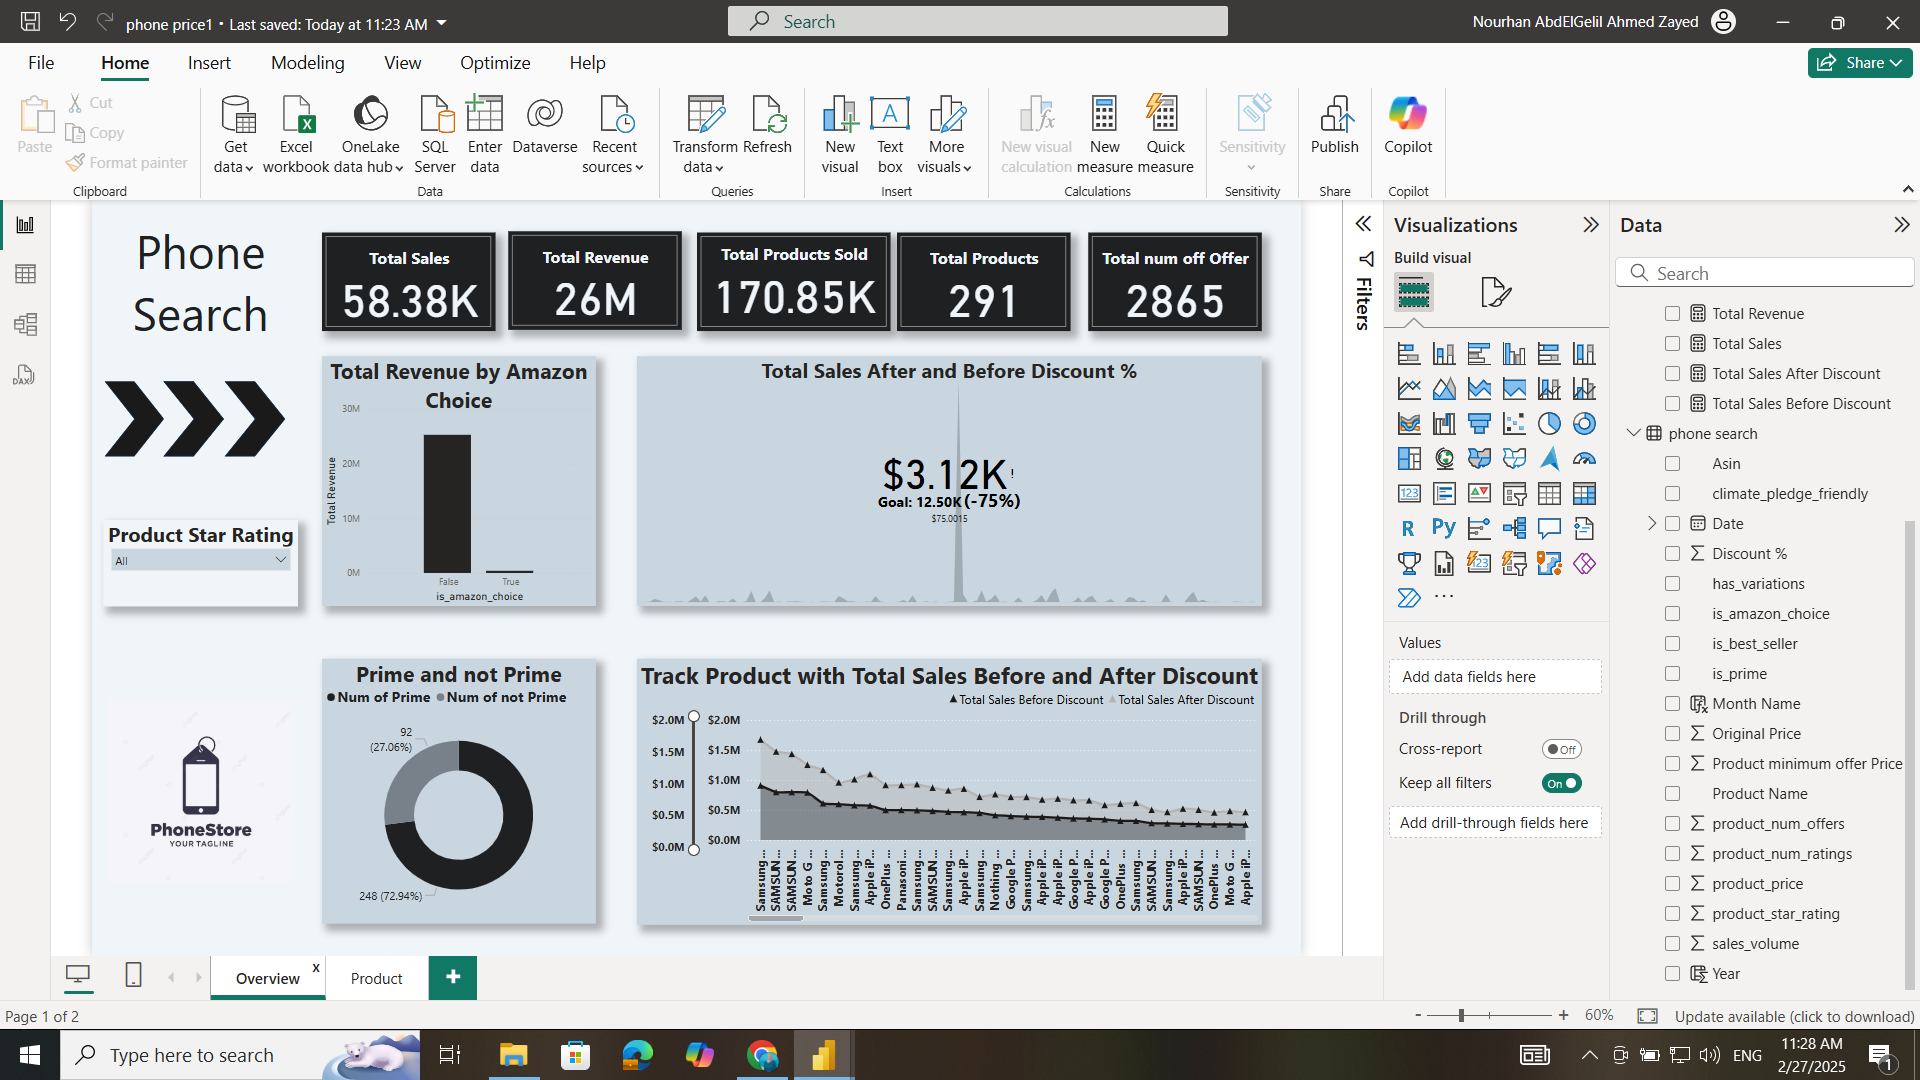 phone price1 • Last saved: Today at 11:23 AM
Search
Nourhan AbdElGelil Ahmed Zayed
File
Home
Insert
Modeling
View
Optimize
Help
Share
Paste
Cut
Copy
Format painter
Clipboard
Get data
Excel workbook
OneLake data hub
SQL Server
Enter data
Dataverse
Recent sources
Data
Transform data
Refresh
Queries
New visual
Text box
More visuals
Insert
New visual calculation
New measure
Quick measure
Calculations
Sensitivity
Sensitivity
Publish
Share
Copilot
Copilot
DAX
Phone
Search
Total Sales
58.38K
Total Revenue
26M
Total Products Sold
170.85K
Total Products
291
Total num off Offer
2865
Product Star Rating
All
PhoneStore
YOUR TAGLINE
Total Revenue by Amazon
Choice
Total Revenue
30M
20M
10M
0M
False
True
is_amazon_choice
Total Sales After and Before Discount %
$3.12K!
Goal: 12.50K (-75%)
$75.0015
Prime and not Prime
Num of Prime
Num of not Prime
92
(27.06%)
248 (72.94%)
Track Product with Total Sales Before and After Discount
Total Sales Before Discount
Total Sales After Discount
$2.0M
$1.5M
$1.0M
$0.5M
$0.0M
$2.0M
$1.5M
$1.0M
$0.5M
$0.0M
Samsung ...
SAMSUN...
SAMSUN...
Moto G ...
Samsung...
Motorol...
Samsung...
Apple iP...
OnePlus ...
Panasoni...
Samsung...
SAMSUN...
Samsung...
Apple iP...
Samsung...
Nothing ...
Google P...
Samsung...
Apple iP...
Apple iP...
Google P...
Apple iP...
Google P...
OnePlus ...
Samsung...
SAMSUN...
Samsung...
Apple iP...
SAMSUN...
OnePlus ...
Moto G ...
Apple iP...
Filters
Visualizations
Build visual
123
R
Py
123
Values
Add data fields here
Drill through
Cross-report
Off
Keep all filters
On
Add drill-through fields here
Data
Search
Total Revenue
Total Sales
Total Sales After Discount
Total Sales Before Discount
phone search
Asin
climate_pledge_friendly
Date
Discount %
has_variations
is_amazon_choice
is_best_seller
is_prime
Month Name
Original Price
Product minimum offer Price
Product Name
product_num_offers
product_num_ratings
product_price
product_star_rating
sales_volume
Year
Overview
x
Product
+
Page 1 of 2
- + 60%
Update available (click to download)
Type here to search
ENG
11:28 AM
2/27/2025
1